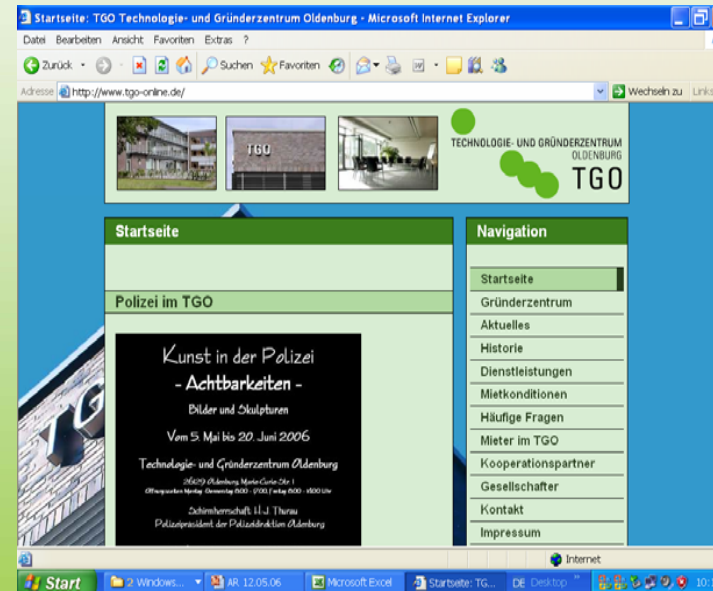 Startseite: TGO Technologie- und Gründerzentrum Oldenburg - Microsoft Internet Explorer
Datei Bearbeiten Ansicht Favoriten Extras ?
Zurück Suchen Favoriten
Adresse http://www.tgo-online.de/ Wechseln zu Links
TGO
TECHNOLOGIE- UND GRÜNDERZENTRUM
OLDENBURG
TGO
Startseite
Polizei im TGO
Kunst in der Polizei
- Achtbarkeiten -
Bilder und Skulpturen
Vom 5. Mai bis 20. Juni 2006
Technologie- und Gründerzentrum Oldenburg
26129 Oldenburg Marie-Curie-Str. 1
Schirmherrschaft H.-J. Thurau
Polizeipräsident der Polizeidirektion Oldenburg
Navigation
Startseite
Gründerzentrum
Aktuelles
Historie
Dienstleistungen
Mietkonditionen
Häufige Fragen
Mieter im TGO
Kooperationspartner
Gesellschafter
Kontakt
Impressum
TGO
Internet
Start 2 Windows... AR 12.05.06 Microsoft Excel Startseite: TG... DE Desktop